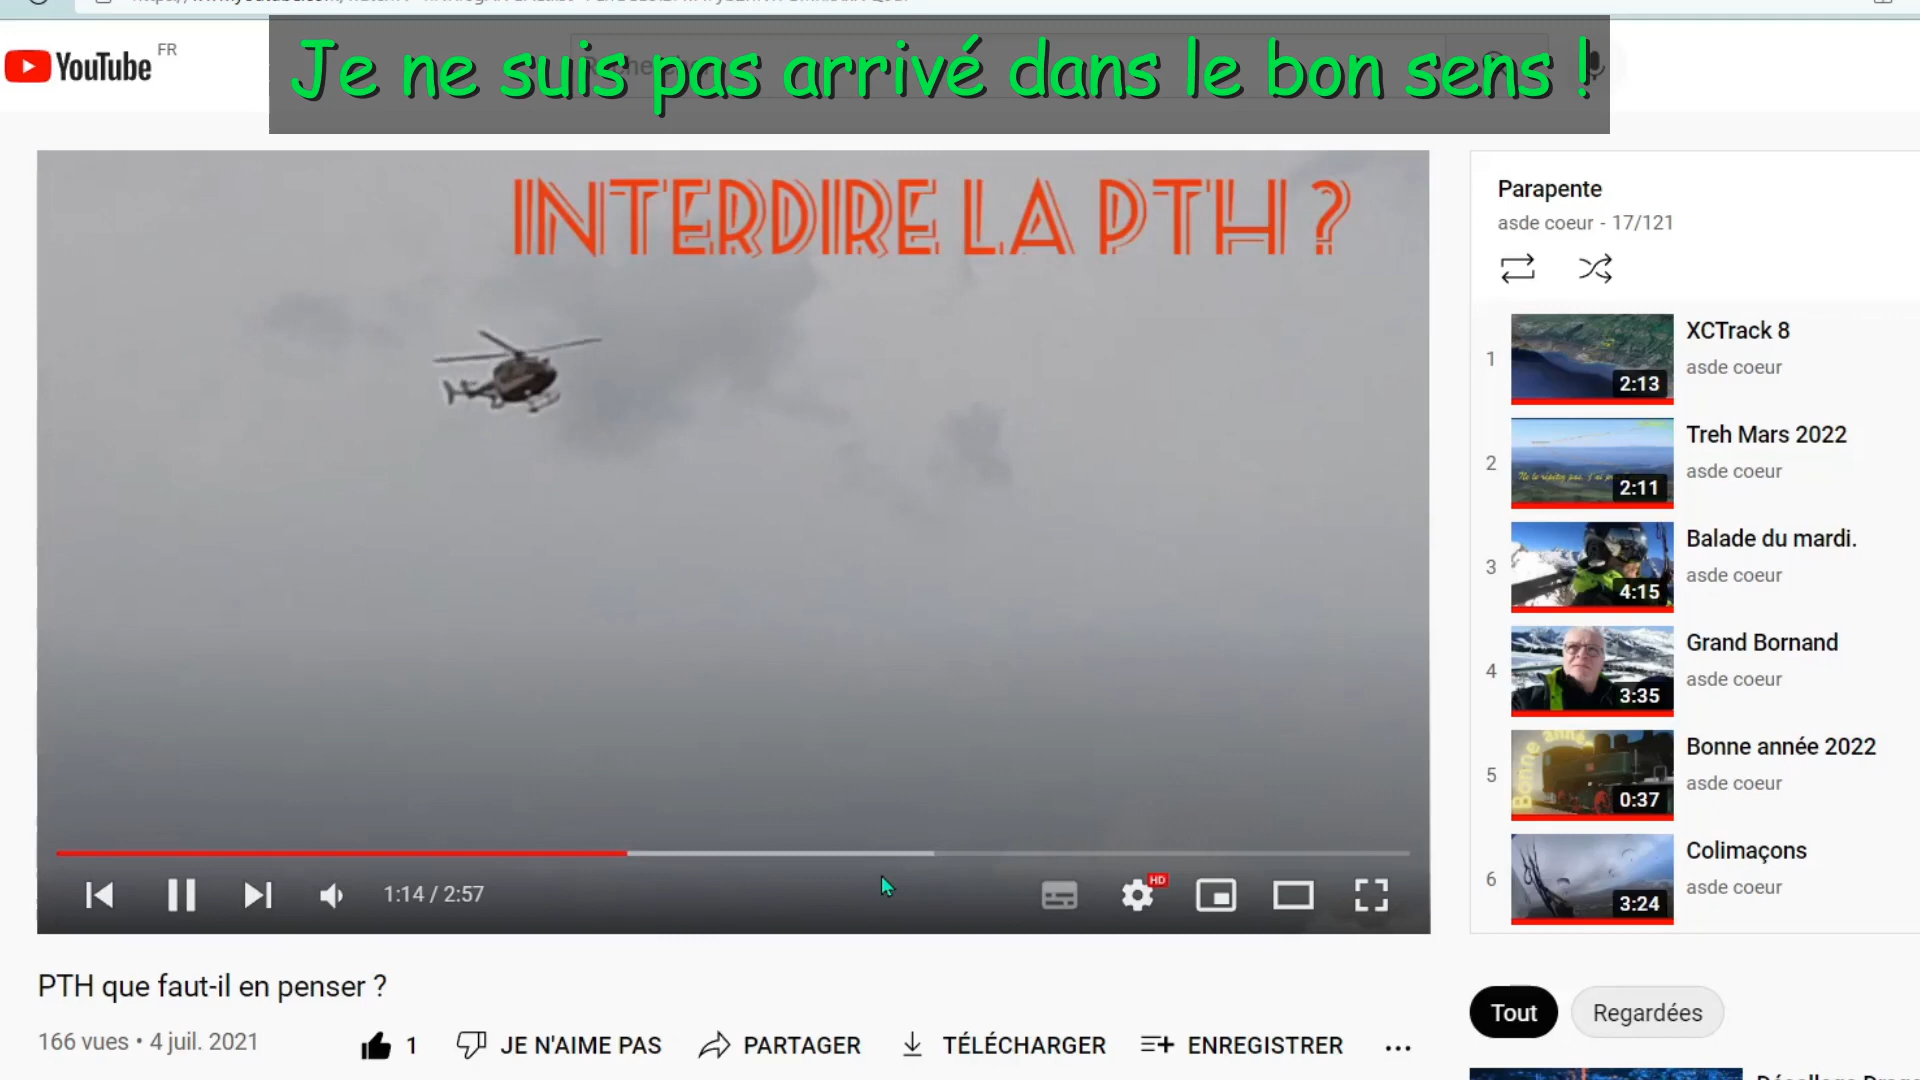 YouTube FR
Je ne suis pas arrivé dans le bon sens !
INTERDIRE LA PTH ?
1:14 / 2:57
HD
PTH que faut-il en penser ?
166 vues • 4 juil. 2021
1
JE N'AIME PAS
PARTAGER
TÉLÉCHARGER
ENREGISTRER
Parapente
asde coeur - 17/121
1
2:13
XCTrack 8
asde coeur
2
2:11
Treh Mars 2022
asde coeur
3
4:15
Balade du mardi.
asde coeur
4
3:35
Grand Bornand
asde coeur
5
Bonne année
0:37
Bonne année 2022
asde coeur
6
3:24
Colimaçons
asde coeur
Tout
Regardées